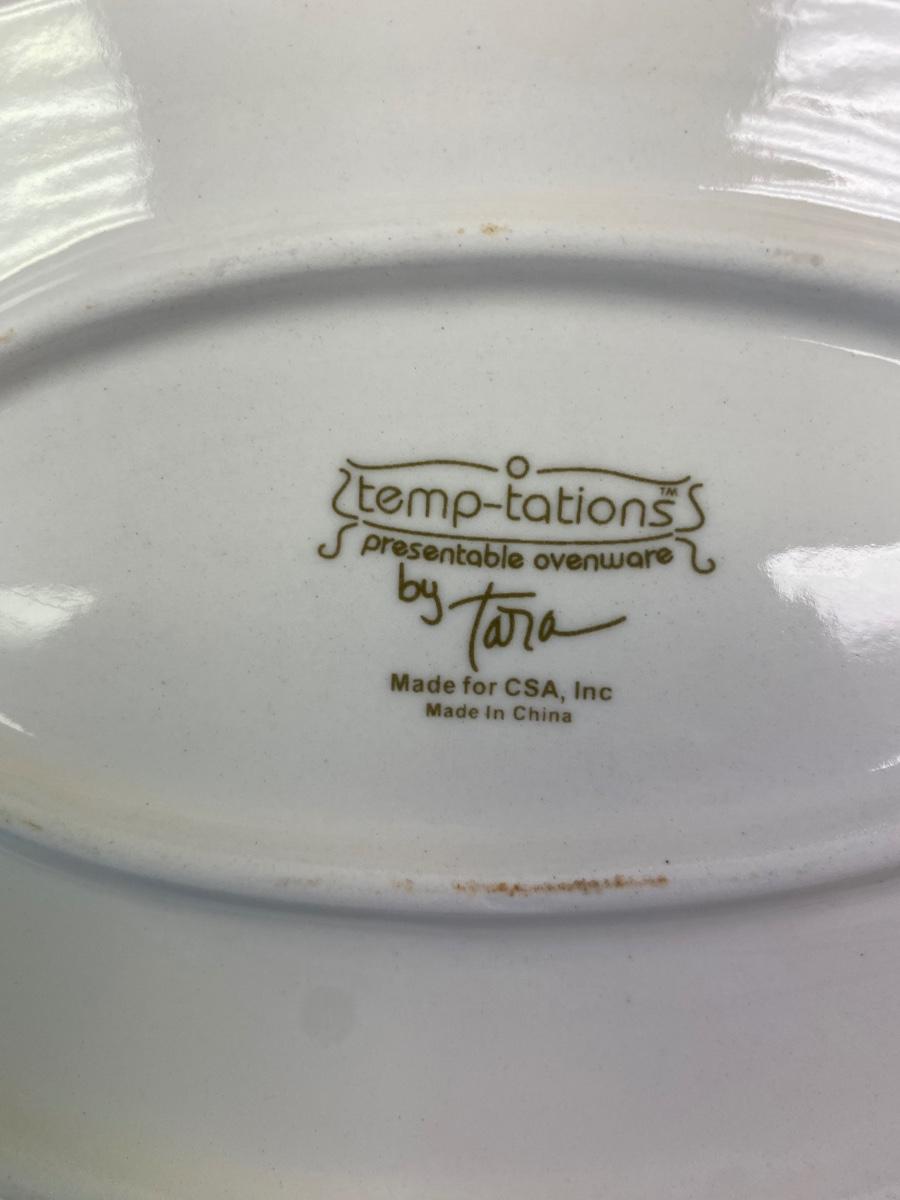 temp-tations™
presentable ovenware
by Tara
Made for CSA, Inc
Made In China